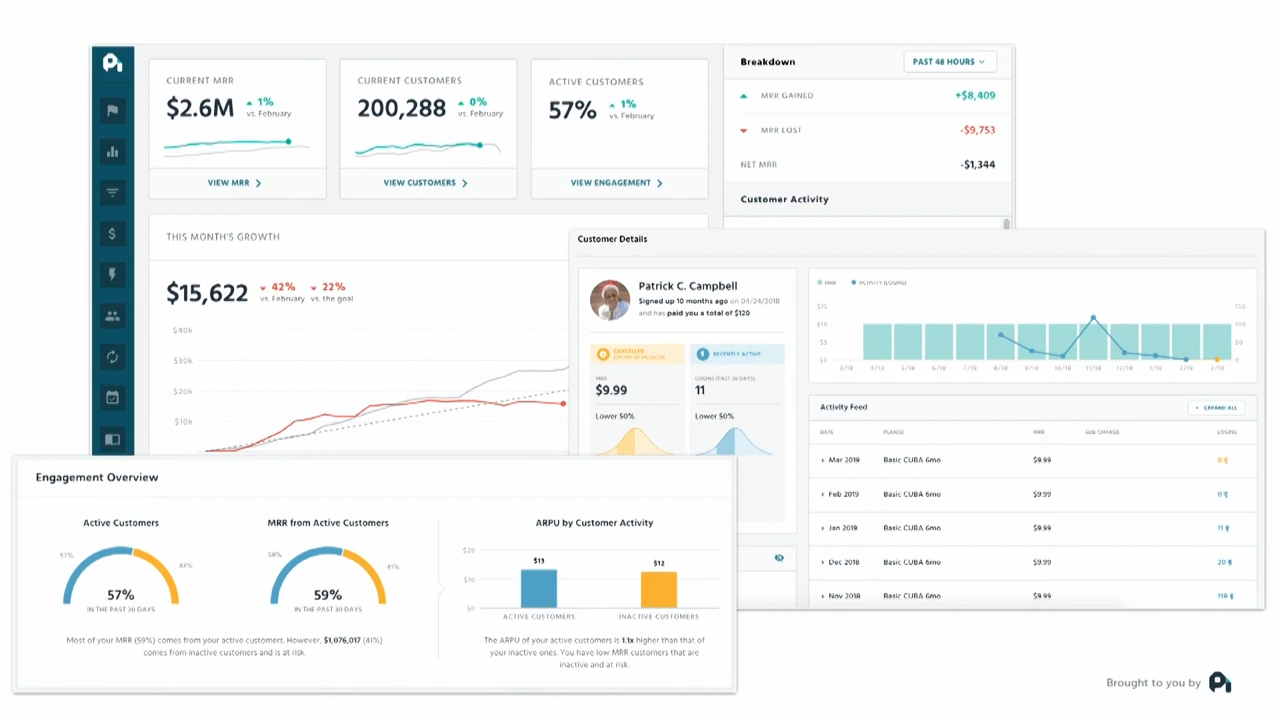 CURRENT MRR
$2.6M
1%
vs. February
VIEW MRR
CURRENT CUSTOMERS
200,288
0%
vs. February
VIEW CUSTOMERS
ACTIVE CUSTOMERS
57%
1%
vs. February
VIEW ENGAGEMENT
Breakdown
PAST 48 HOURS
MRR GAINED
+$8,409
MRR LOST
-$9,753
NET MRR
-$1,344
Customer Activity
THIS MONTH'S GROWTH
$15,622
42%
vs. February
22%
vs. the goal
$40k
$30k
$20k
$10k
Customer Details
Patrick C. Campbell
Signed up 10 months ago on 04/24/2018
and has paid you a total of $120
CANCELLED
RECENTLY ACTIVE
MRR
$9.99
Lower 50%
LOGINS (PAST 30 DAYS)
11
Lower 50%
MRR
ACTIVITY (LOGINS)
$15
$10
$5
$0
150
100
50
0
3/18 4/18 5/18 6/18 7/18 8/18 9/18 10/18 11/18 12/18 1/19 2/19
Activity Feed
EXPAND ALL
DATE PLAN(S) MRR SUB CHANGE LOGINS
Mar 2019 Basic CUBA 6mo $9.99 0
Feb 2019 Basic CUBA 6mo $9.99 0
Jan 2019 Basic CUBA 6mo $9.99 11
Dec 2018 Basic CUBA 6mo $9.99 20
Nov 2018 Basic CUBA 6mo $9.99 118
Engagement Overview
Active Customers
57%
43%
57%
IN THE PAST 30 DAYS
MRR from Active Customers
59%
41%
59%
IN THE PAST 30 DAYS
Most of your MRR (59%) comes from your active customers. However, $1,076,017 (41%)
comes from inactive customers and is at risk.
ARPU by Customer Activity
$20
$10
$0
$13
$12
ACTIVE CUSTOMERS
INACTIVE CUSTOMERS
The ARPU of your active customers is 1.1x higher than that of
your inactive ones. You have low MRR customers that are
inactive and at risk.
Brought to you by